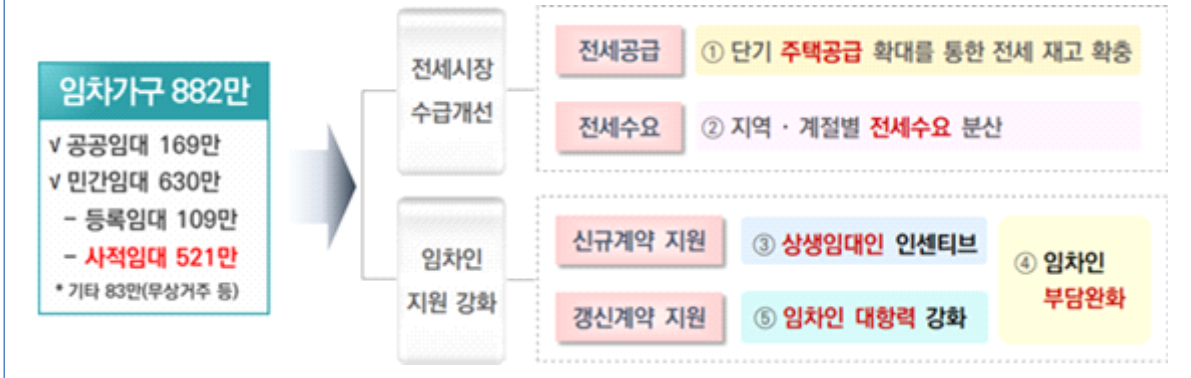 임차가구 882만
√ 공공임대 169만
√ 민간임대 630만
- 등록임대 109만
- 사적임대 521만
* 기타 83만(무상거주 등)
전세시장
수급개선
전세공급
① 단기 주택공급 확대를 통한 전세 재고 확충
전세수요
② 지역 · 계절별 전세수요 분산
임차인
지원 강화
신규계약 지원
③ 상생임대인 인센티브
갱신계약 지원
⑤ 임차인 대항력 강화
④ 임차인
부담완화